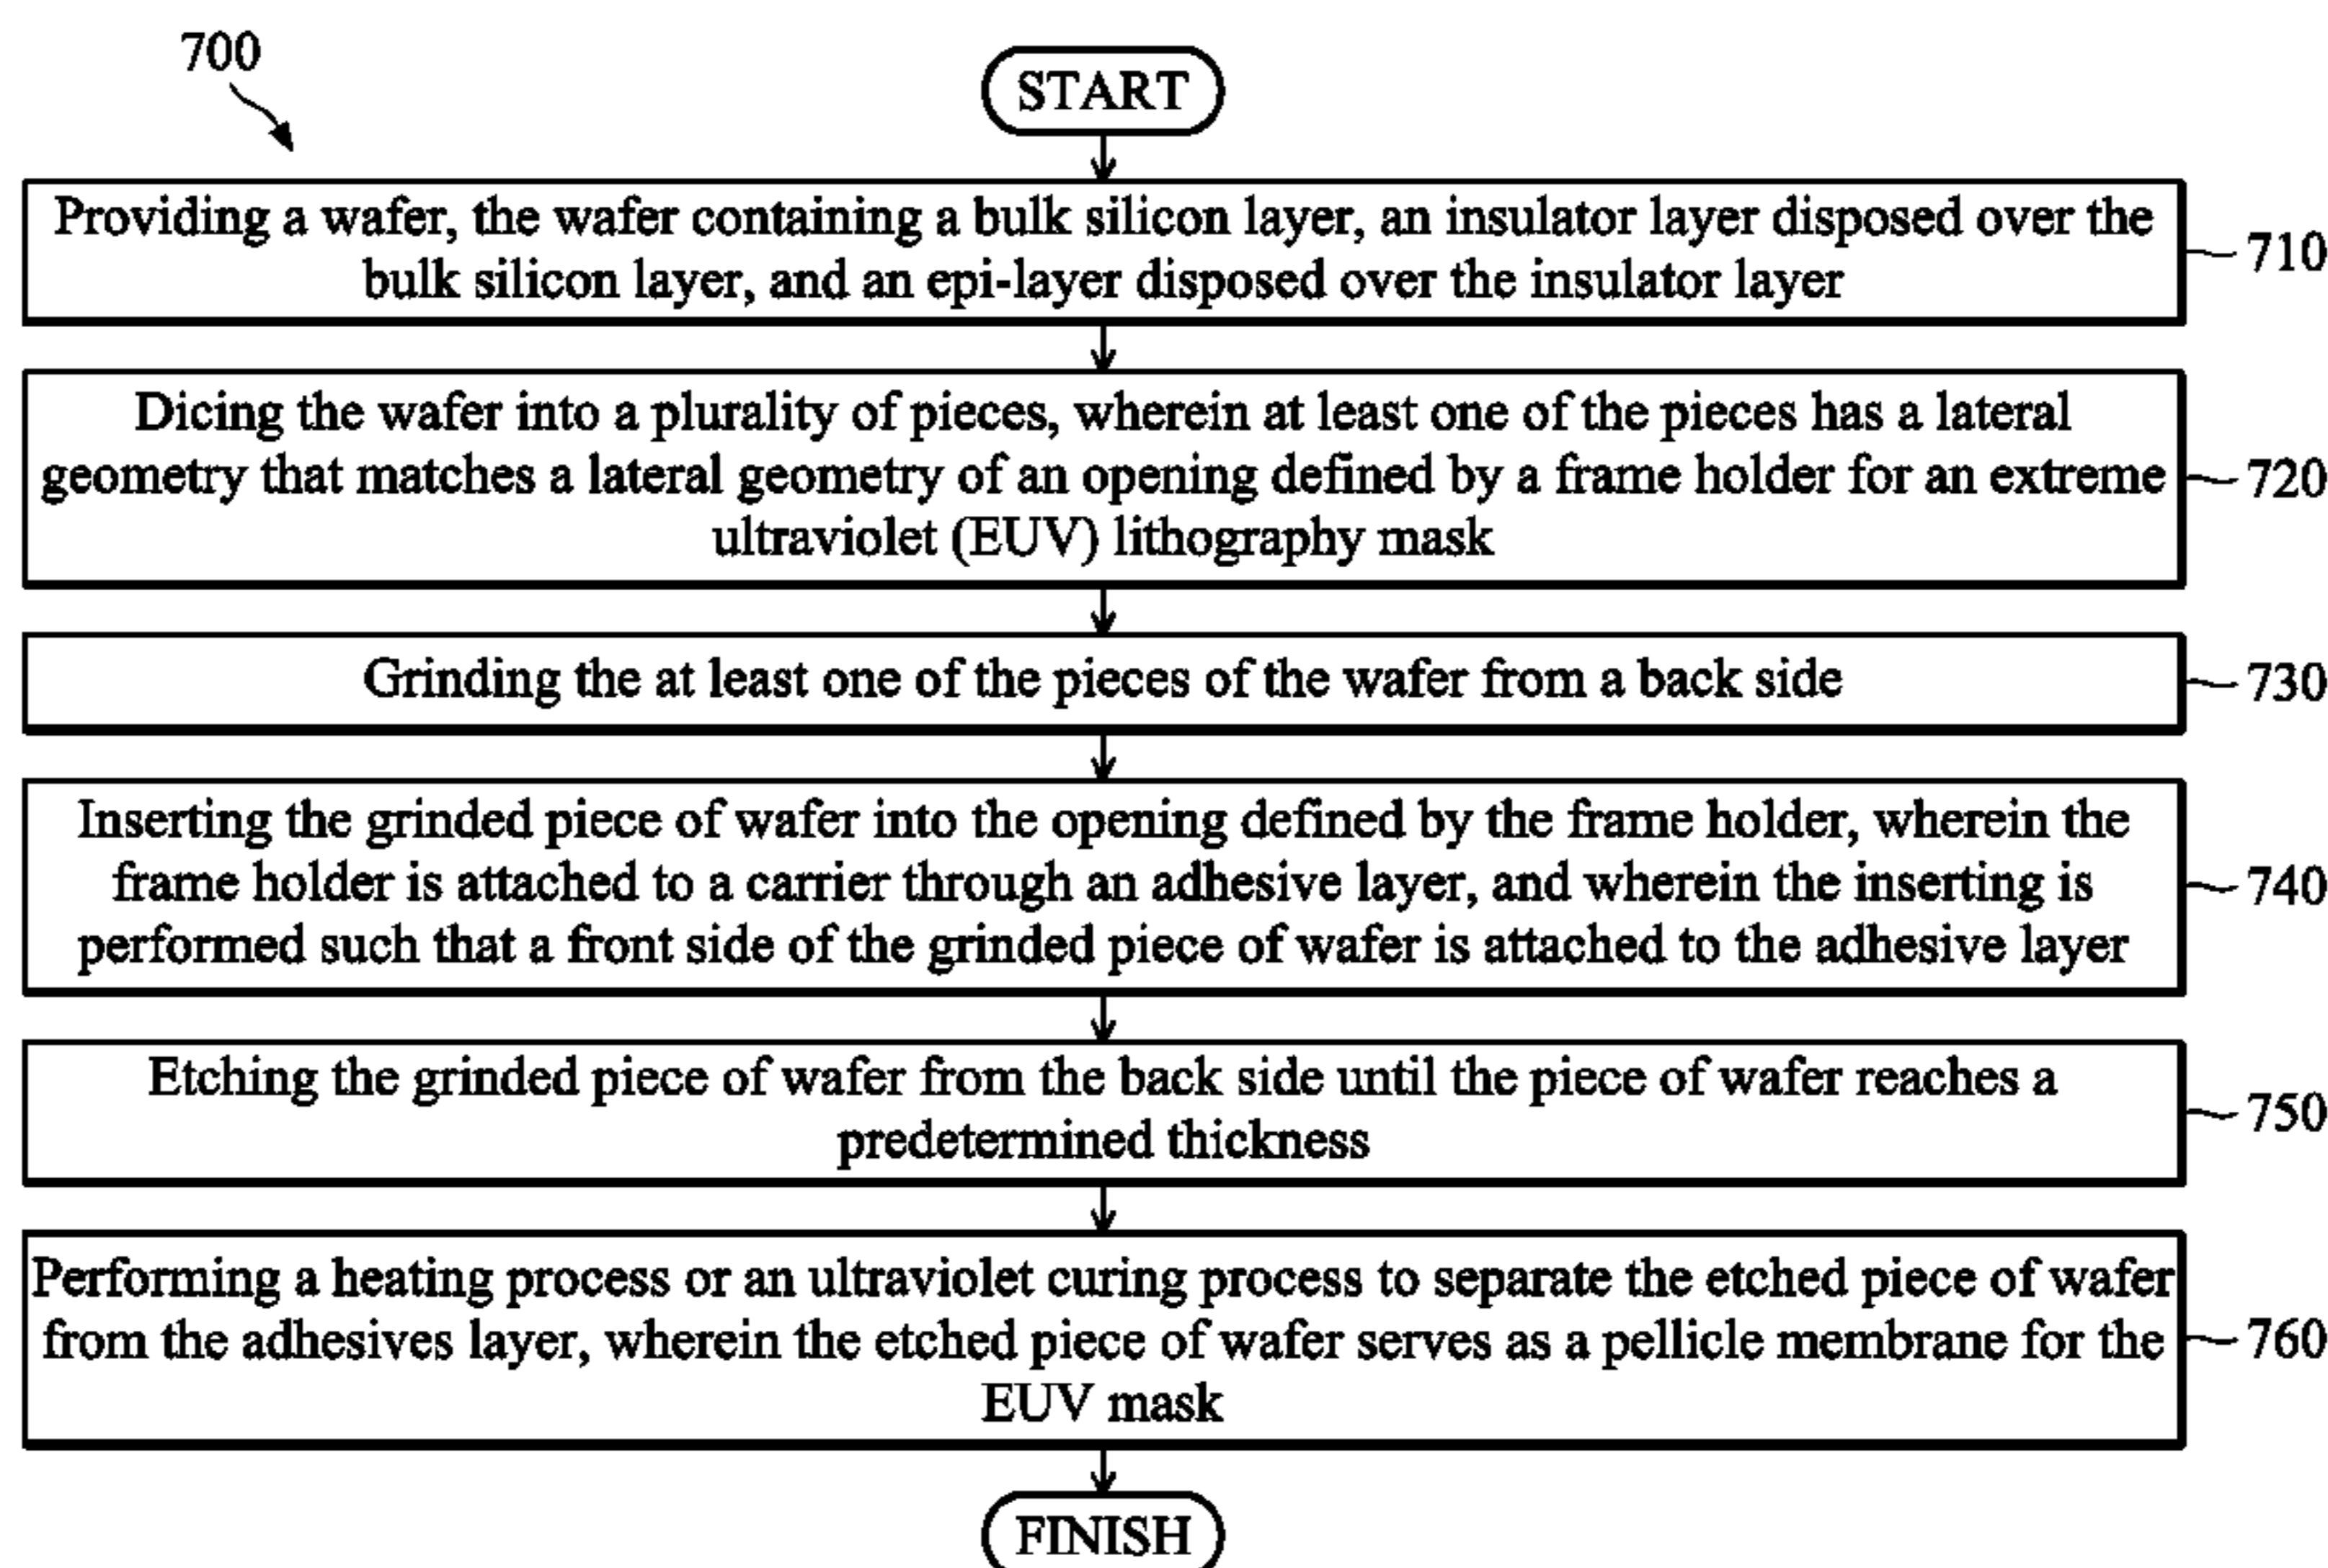 700
START
Providing a wafer, the wafer containing a bulk silicon layer, an insulator layer disposed over the
bulk silicon layer, and an epi-layer disposed over the insulator layer
710
Dicing the wafer into a plurality of pieces, wherein at least one of the pieces has a lateral
geometry that matches a lateral geometry of an opening defined by a frame holder for an extreme
ultraviolet (EUV) lithography mask
720
Grinding the at least one of the pieces of the wafer from a back side
730
Inserting the grinded piece of wafer into the opening defined by the frame holder, wherein the
frame holder is attached to a carrier through an adhesive layer, and wherein the inserting is
performed such that a front side of the grinded piece of wafer is attached to the adhesive layer
740
Etching the grinded piece of wafer from the back side until the piece of wafer reaches a
predetermined thickness
750
Performing a heating process or an ultraviolet curing process to separate the etched piece of wafer
from the adhesives layer, wherein the etched piece of wafer serves as a pellicle membrane for the
EUV mask
760
FINISH